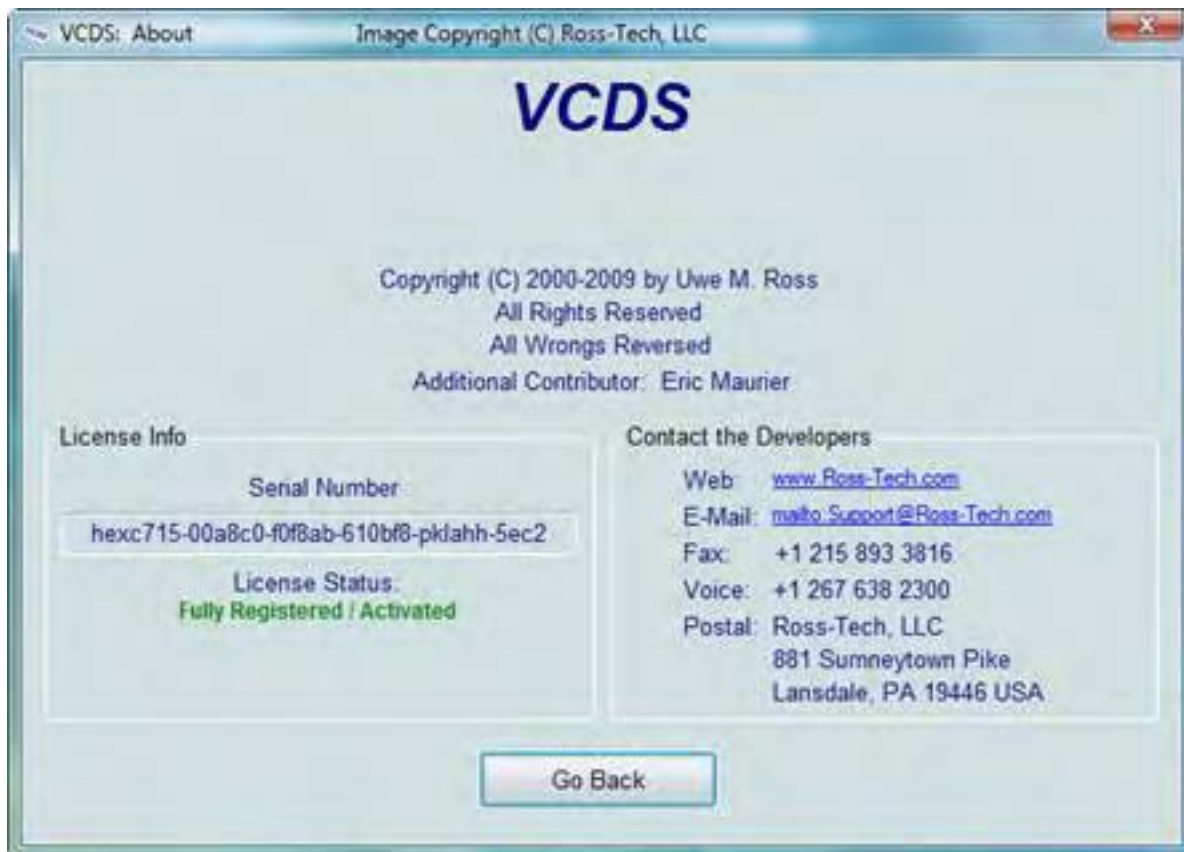 VCDS: About
Image Copyright (C) Ross-Tech, LLC
VCDS
Copyright (C) 2000-2009 by Uwe M. Ross
All Rights Reserved
All Wrongs Reversed
Additional Contributor: Eric Maurier
License Info
Serial Number
hexc715-00a8c0-f0f8ab-610bf8-pklahh-5ec2
License Status:
Fully Registered / Activated
Contact the Developers
Web: www.Ross-Tech.com
E-Mail: mailto:Support@Ross-Tech.com
Fax: +1 215 893 3816
Voice: +1 267 638 2300
Postal: Ross-Tech, LLC
881 Sumneytown Pike
Lansdale, PA 19446 USA
Go Back